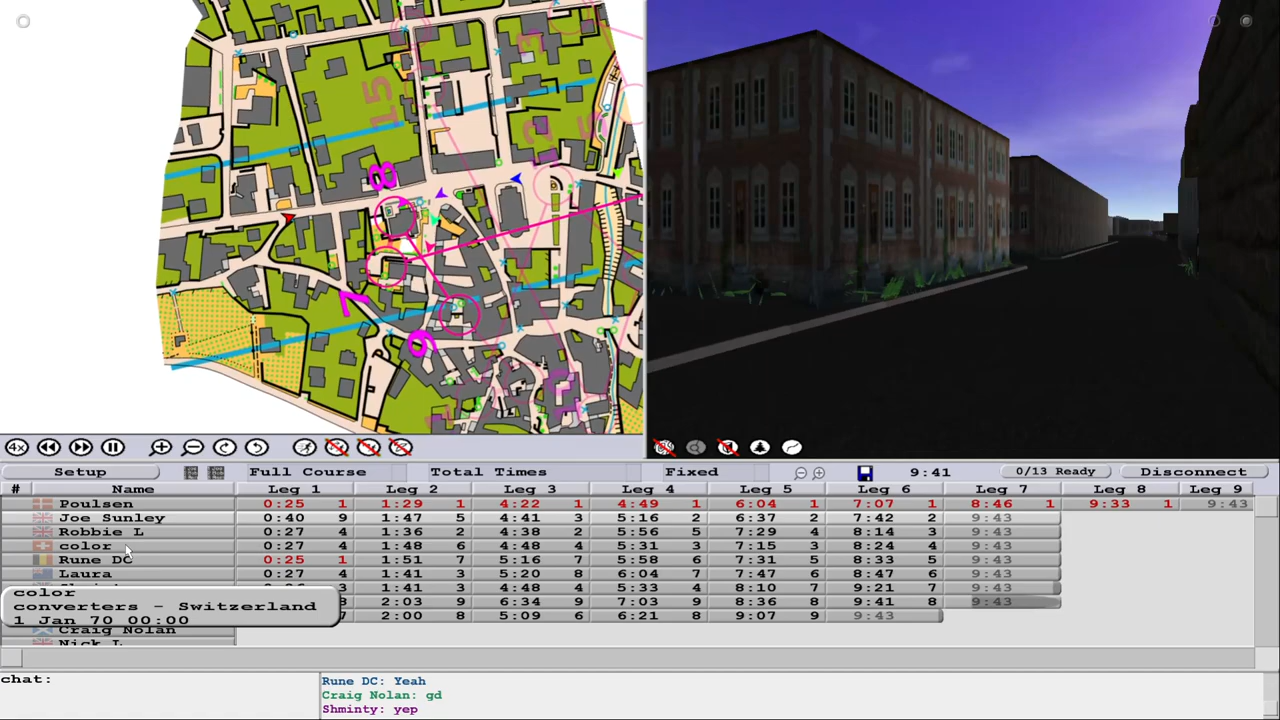 15
8
7
9
4x
Setup Full Course Total Times Fixed 9:41 0/13 Ready Disconnect
# Name Leg 1 Leg 2 Leg 3 Leg 4 Leg 5 Leg 6 Leg 7 Leg 8 Leg 9
Poulsen 0:25 1 1:29 1 4:22 1 4:49 1 6:04 1 7:07 1 8:46 1 9:33 1 9:43
Joe Sunley 0:40 9 1:47 5 4:41 3 5:16 2 6:37 2 7:42 2 9:43
Robbie L 0:27 4 1:36 2 4:38 2 5:56 5 7:29 4 8:14 3 9:43
color 0:27 4 1:48 6 4:48 4 5:31 3 7:15 3 8:24 4 9:43
Rune DC 0:25 1 1:51 7 5:16 7 5:58 6 7:31 5 8:33 5 9:43
Laura 0:27 4 1:41 3 5:20 8 6:04 7 7:47 6 8:47 6 9:43
3 1:41 3 4:48 4 5:33 4 8:10 7 9:21 7 9:43
8 2:03 9 6:34 9 7:03 9 8:36 8 9:41 8 9:43
2:00 8 5:09 6 6:21 8 9:07 9 9:43
color
converters - Switzerland
1 Jan 70 00:00
Craig Nolan
Nick L
chat:
Rune DC: Yeah
Craig Nolan: gd
Shminty: yep